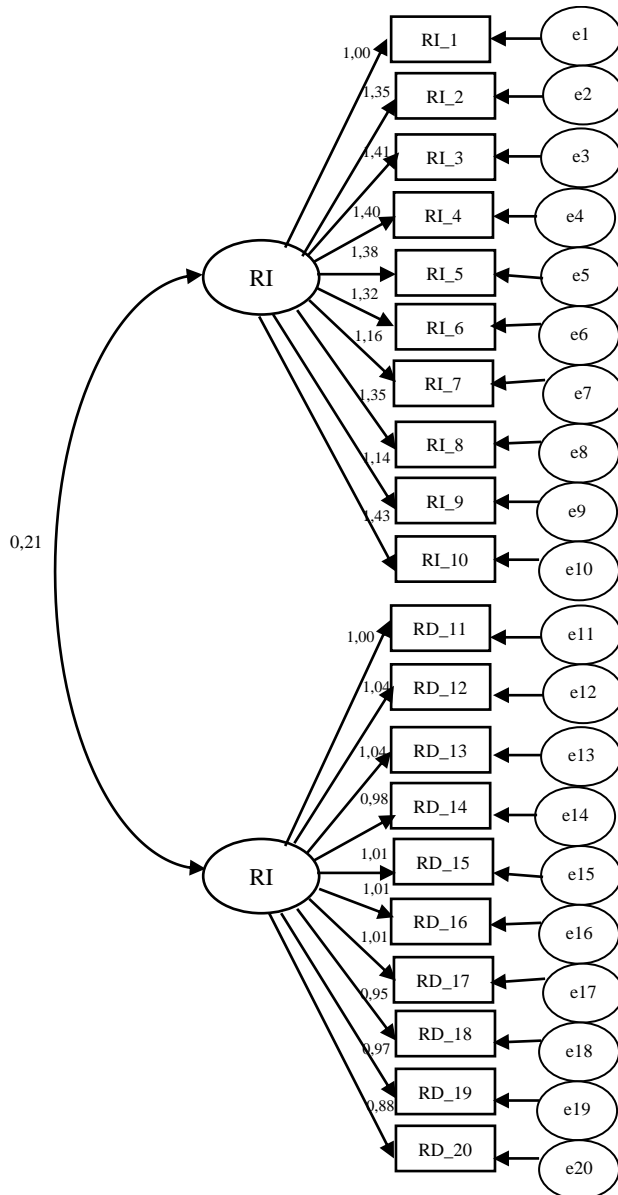 RI_1
e1
1,00
RI_2
e2
1,35
RI_3
e3
1,41
RI_4
e4
1,40
RI
RI_5
e5
1,38
RI_6
e6
1,32
RI_7
e7
1,16
RI_8
e8
1,35
RI_9
e9
1,14
RI_10
e10
1,43
0,21
RD_11
e11
1,00
RD_12
e12
1,04
RD_13
e13
1,04
RD_14
e14
0,98
RI
RD_15
e15
1,01
RD_16
e16
1,01
RD_17
e17
1,01
RD_18
e18
0,95
RD_19
e19
0,97
RD_20
e20
0,88